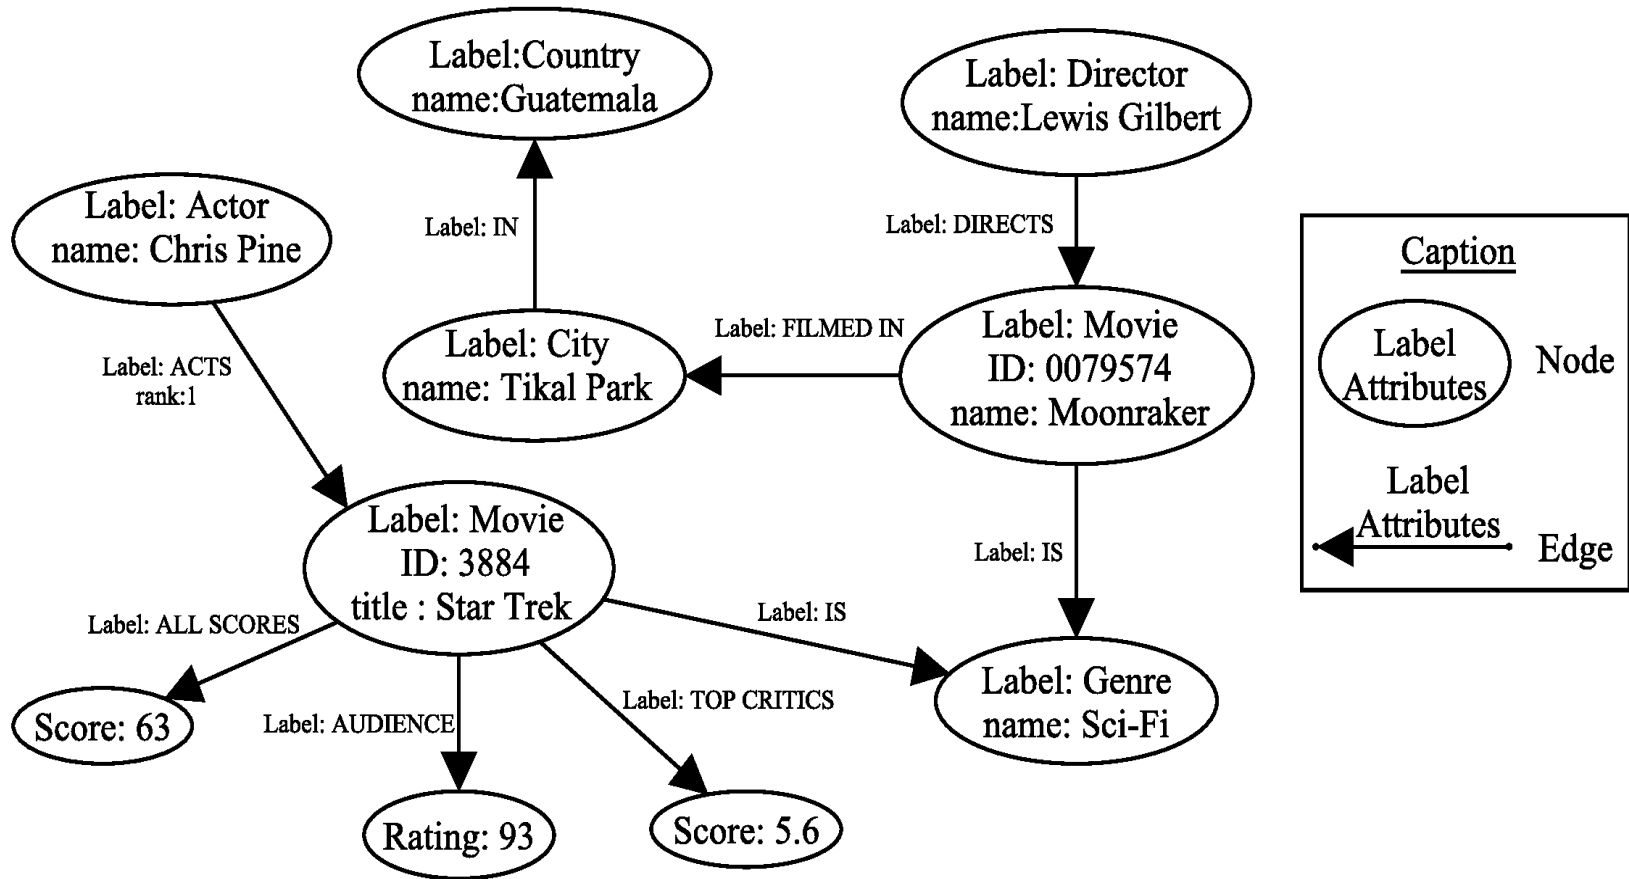 Label:Country
name:Guatemala
Label: Director
name:Lewis Gilbert
Label: Actor
name: Chris Pine
Label: IN
Label: DIRECTS
Caption
Label
Attributes
Node
Label
Attributes
Edge
Label: ACTS
rank:1
Label: City
name: Tikal Park
Label: FILMED IN
Label: Movie
ID: 0079574
name: Moonraker
Label: Movie
ID: 3884
title : Star Trek
Label: IS
Label: ALL SCORES
Label: IS
Score: 63
Label: AUDIENCE
Label: TOP CRITICS
Label: Genre
name: Sci-Fi
Rating: 93
Score: 5.6